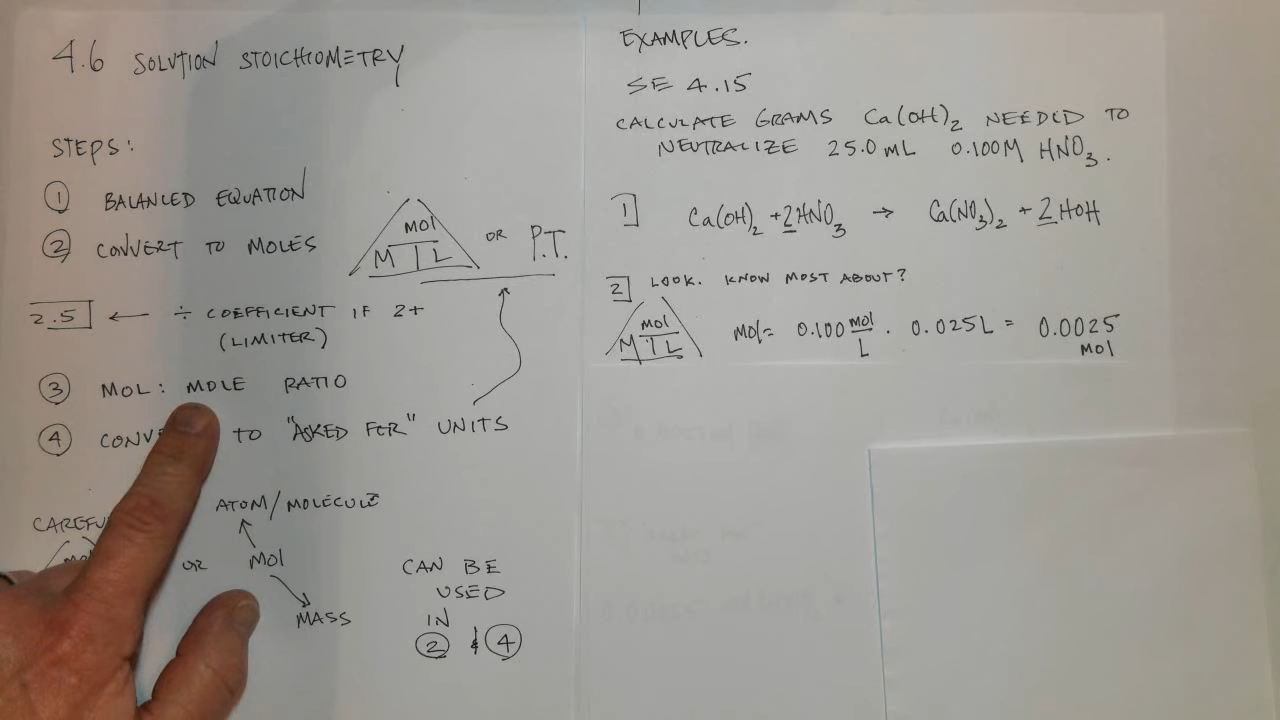 4.6 SOLUTION STOICHIOMETRY
STEPS:
① BALANCED EQUATION
② CONVERT TO MOLES
mol
M | L
OR P.T.
2.5 ← ÷ COEFFICIENT IF 2+
(LIMITER)
③ MOL: MOLE RATIO
④ TO "ASKED FOR" UNITS
ATOM/MOLECULE
OR mol
MASS
CAN BE
USED
IN
② & ④
EXAMPLES.
SE 4.15
CALCULATE GRAMS Ca(OH)₂ NEEDED TO
NEUTRALIZE 25.0 mL 0.100M HNO₃.
1 Ca(OH)₂ + 2HNO₃ → Ca(NO₃)₂ + 2HOH
2 LOOK. KNOW MOST ABOUT?
mol
M | L
mol= 0.100 mol/L · 0.025L = 0.0025
mol